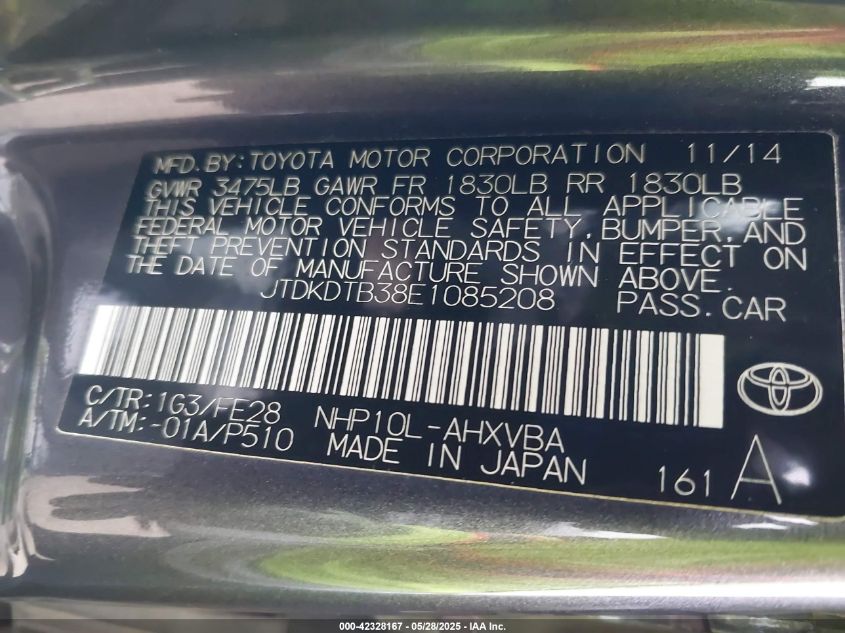 MFD.BY:TOYOTA MOTOR CORPORATION 11/14
GVWR 3475LB GAWR FR 1830LB RR 1830LB
THIS VEHICLE CONFORMS TO ALL APPLICABLE
FEDERAL MOTOR VEHICLE SAFETY, BUMPER, AND
THEFT PREVENTION STANDARDS IN EFFECT ON
THE DATE OF MANUFACTURE SHOWN ABOVE.
JTDKDTB38E1085208 PASS.CAR
C/TR:1G3/FE28 NHP10L-AHXVBA
A/TM:-01A/P510 MADE IN JAPAN
161 A
000-42328167 - 05/28/2025 - IAA Inc.